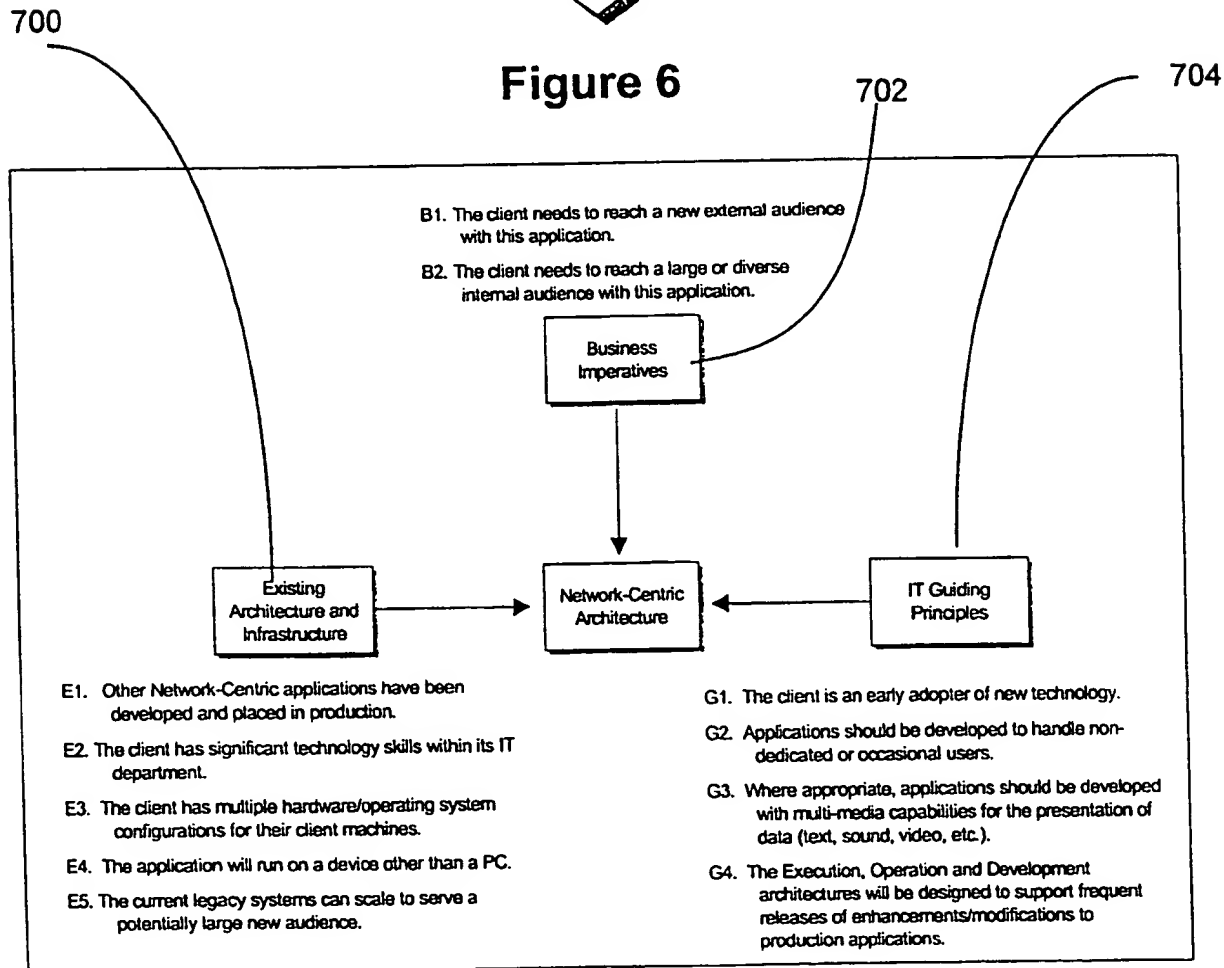 700
Figure 6
702
704
B1. The client needs to reach a new external audience
with this application.
B2. The client needs to reach a large or diverse
internal audience with this application.
Business
Imperatives
Existing
Architecture and
Infrastructure
Network-Centric
Architecture
IT Guiding
Principles
E1. Other Network-Centric applications have been
developed and placed in production.
E2. The client has significant technology skills within its IT
department.
E3. The client has multiple hardware/operating system
configurations for their client machines.
E4. The application will run on a device other than a PC.
E5. The current legacy systems can scale to serve a
potentially large new audience.
G1. The client is an early adopter of new technology.
G2. Applications should be developed to handle non-
dedicated or occasional users.
G3. Where appropriate, applications should be developed
with multi-media capabilities for the presentation of
data (text, sound, video, etc.).
G4. The Execution, Operation and Development
architectures will be designed to support frequent
releases of enhancements/modifications to
production applications.